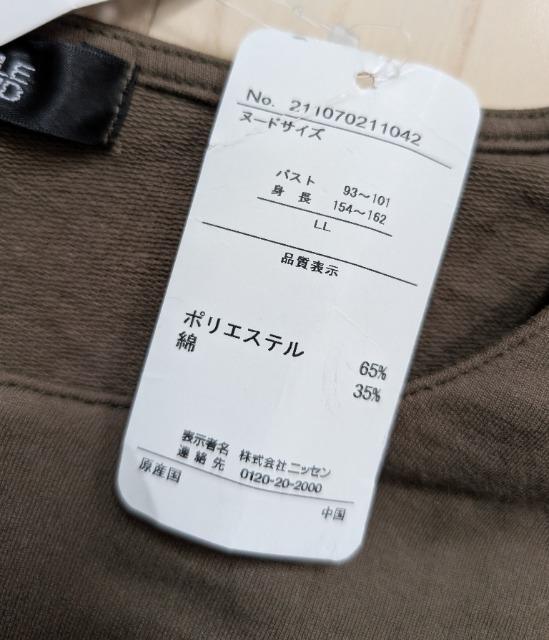 No. 211070211042
ヌードサイズ
バスト 93～101
身長 154～162
LL
品質表示
ポリエステル 65%
綿 35%
表示者名 株式会社ニッセン
連絡先 0120-20-2000
原産国 中国